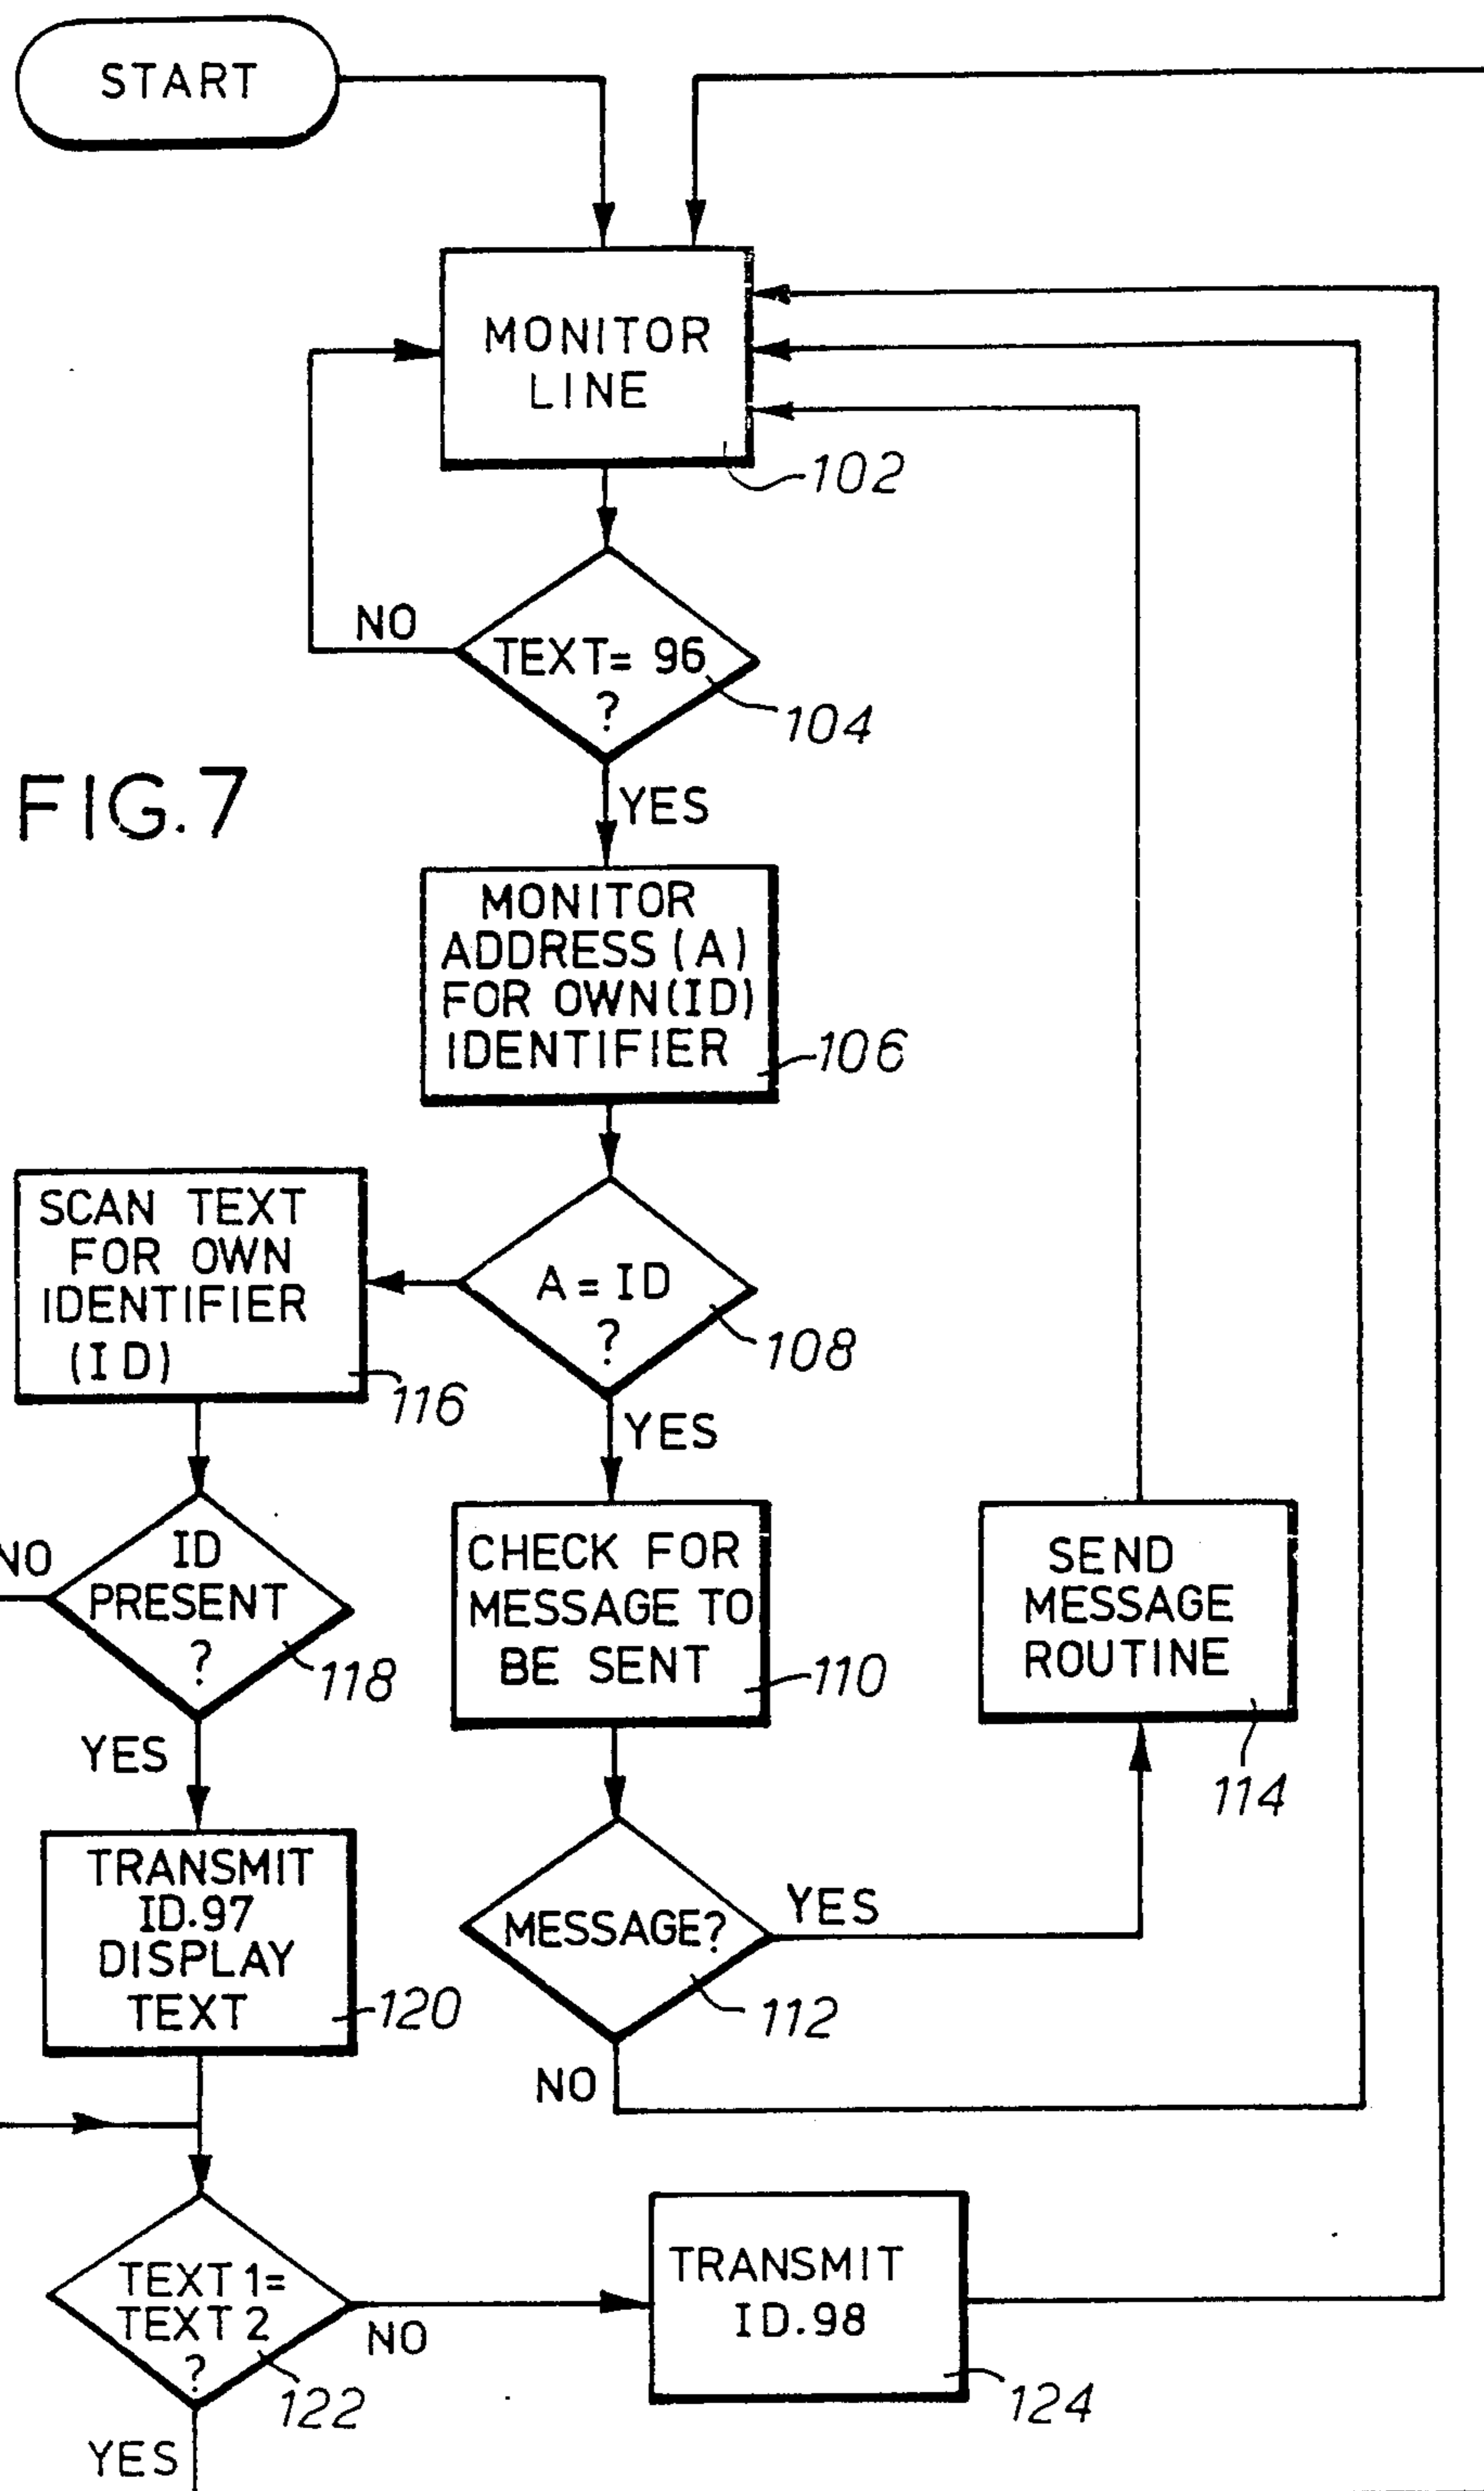 START
MONITOR
LINE
102
NO
TEXT= 96
?
104
FIG.7
YES
MONITOR
ADDRESS (A)
FOR OWN(ID)
IDENTIFIER
106
SCAN TEXT
FOR OWN
IDENTIFIER
(ID)
116
A = ID
?
108
YES
NO
ID
PRESENT
?
118
CHECK FOR
MESSAGE TO
BE SENT
110
SEND
MESSAGE
ROUTINE
114
YES
TRANSMIT
ID.97
DISPLAY
TEXT
120
MESSAGE?
YES
112
NO
TEXT 1=
TEXT 2
?
122
NO
TRANSMIT
ID.98
124
YES